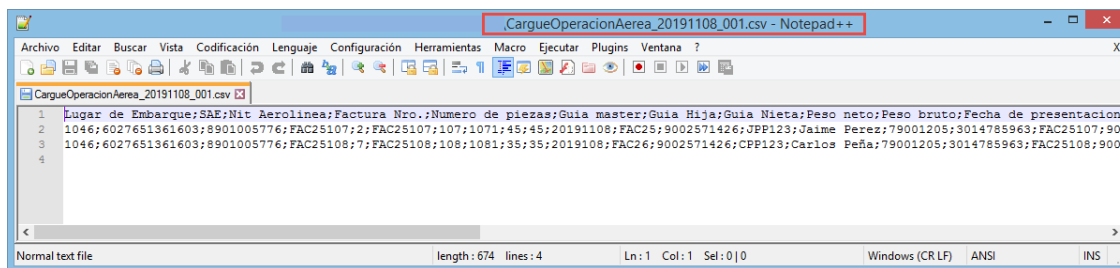 ,CargueOperacionAerea_20191108_001.csv - Notepad++
Archivo Editar Buscar Vista Codificación Lenguaje Configuración Herramientas Macro Ejecutar Plugins Ventana ? X
CargueOperacionAerea_20191108_001.csv
1 Lugar de Embarque;SAE;Nit Aerolinea;Factura Nro.;Numero de piezas;Guia master;Guia Hija;Guia Nieta;Peso neto;Peso bruto;Fecha de presentacion
2 1046;6027651361603;8901005776;FAC25107;2;FAC25107;107;1071;45;45;20191108;FAC25;9002571426;JPP123;Jaime Perez;79001205;3014785963;FAC25107;90
3 1046;6027651361603;8901005776;FAC25108;7;FAC25108;108;1081;35;35;2019108;FAC26;9002571426;CPP123;Carlos Peña;79001205;3014785963;FAC25108;900
4
Normal text file length : 674 lines : 4 Ln : 1 Col : 1 Sel : 0 | 0 Windows (CR LF) ANSI INS